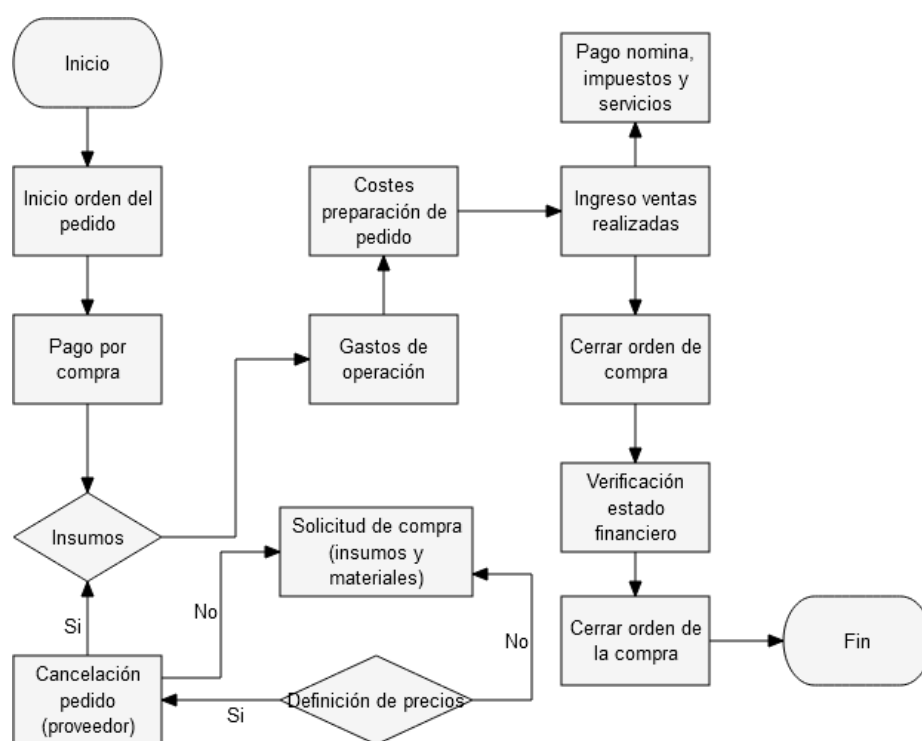 Inicio
Inicio orden del
pedido
Pago por
compra
Insumos
Si
Cancelación
pedido
(proveedor)
No
Si
Definición de precios
No
Solicitud de compra
(insumos y
materiales)
Gastos de
operación
Costes
preparación de
pedido
Ingreso ventas
realizadas
Pago nomina,
impuestos y
servicios
Cerrar orden de
compra
Verificación
estado
financiero
Cerrar orden de
la compra
Fin